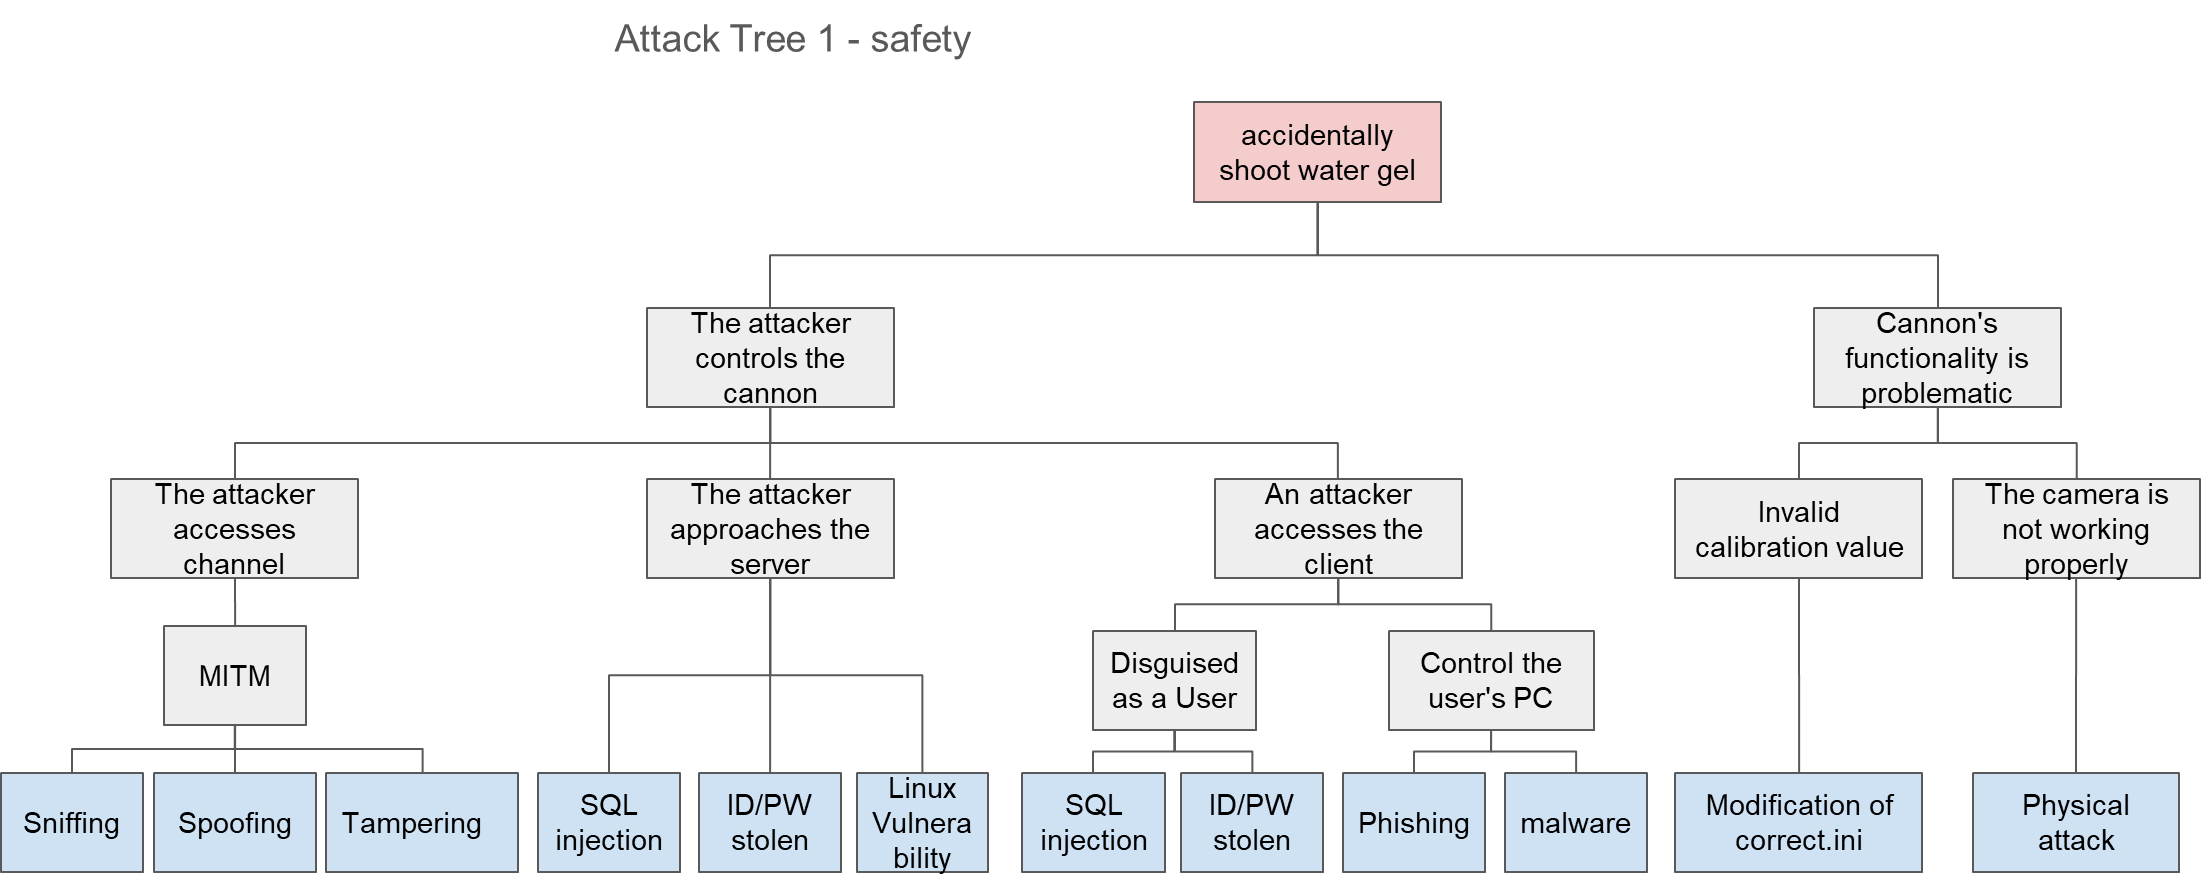 Attack Tree 1 - safety
accidentally
shoot water gel
The attacker
controls the
cannon
Cannon's
functionality is
problematic
The attacker
accesses
channel
The attacker
approaches the
server
An attacker
accesses the
client
Invalid
calibration value
The camera is
not working
properly
MITM
Disguised
as a User
Control the
user's PC
Sniffing
Spoofing
Tampering
SQL
injection
ID/PW
stolen
Linux
Vulnera
bility
SQL
injection
ID/PW
stolen
Phishing
malware
Modification of
correct.ini
Physical
attack